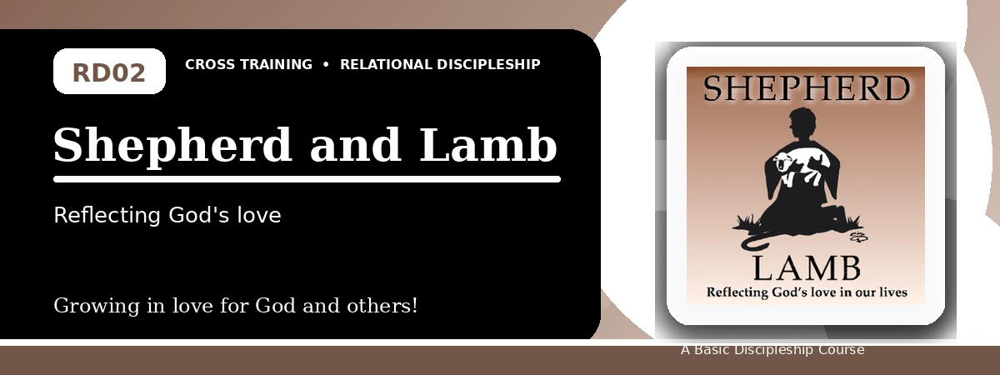 RD02
CROSS TRAINING • RELATIONAL DISCIPLESHIP
Shepherd and Lamb
Reflecting God's love
Growing in love for God and others!
SHEPHERD
LAMB
Reflecting God's love in our lives
A Basic Discipleship Course